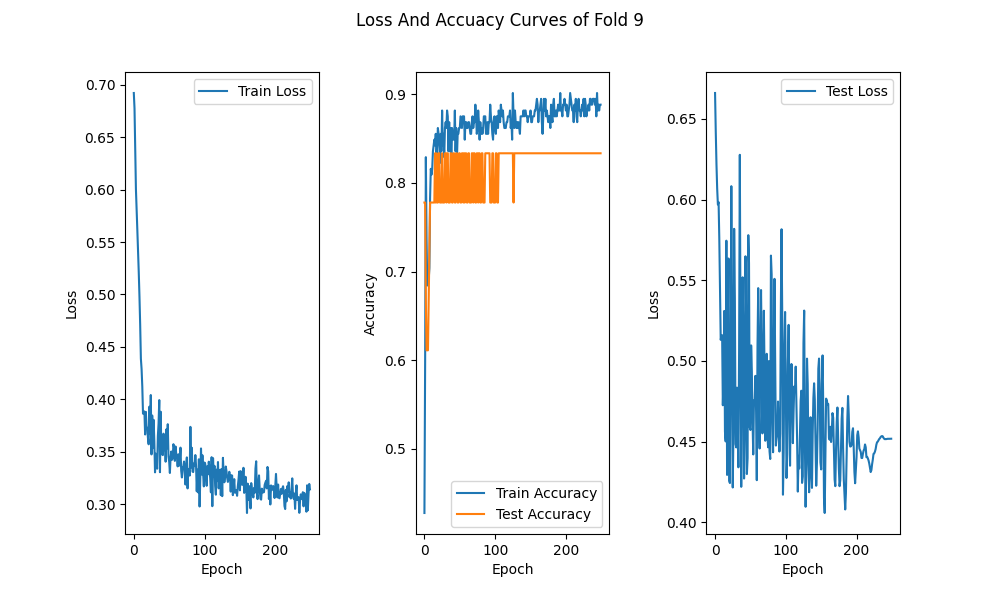 Loss And Accuacy Curves of Fold 9
Train Loss
0.70
0.65
0.60
0.55
0.50
0.45
0.40
0.35
0.30
Loss
0 100 200
Epoch
0.9
0.8
0.7
0.6
0.5
Accuracy
Train Accuracy
Test Accuracy
0 100 200
Epoch
Test Loss
0.65
0.60
0.55
0.50
0.45
0.40
Loss
0 100 200
Epoch